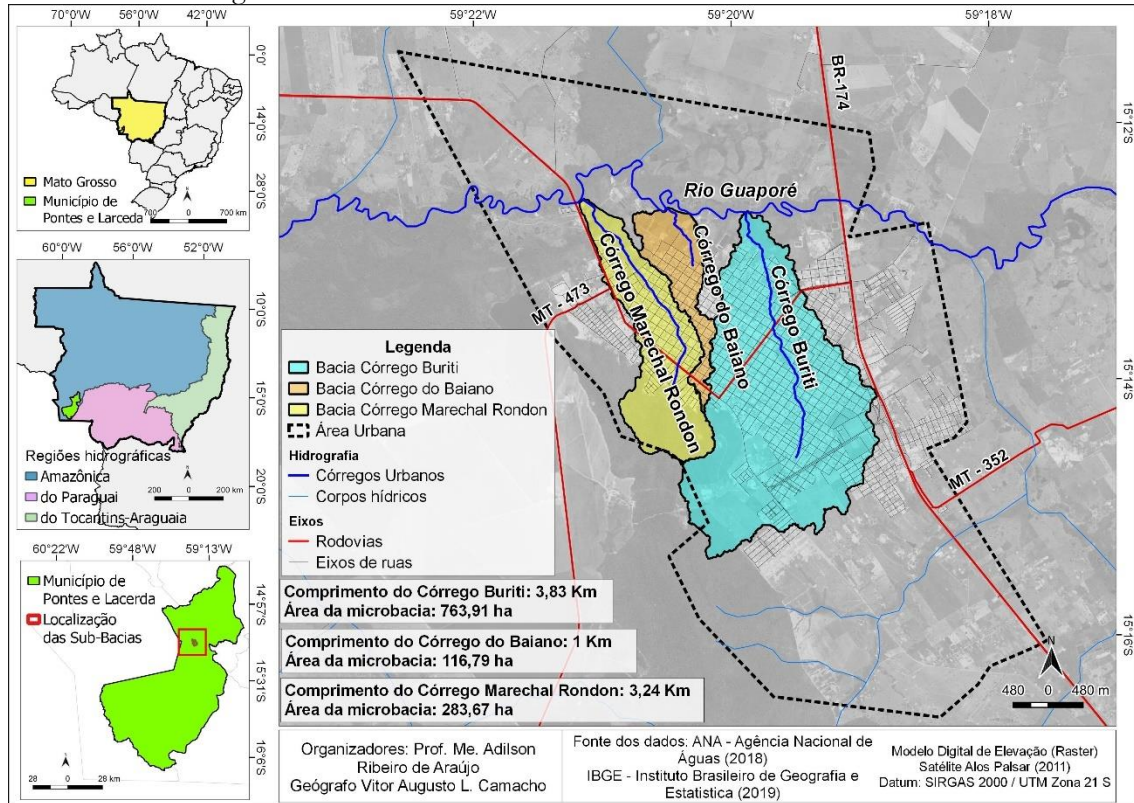 70°0'W 56°0'W 42°0'W
0°0'
14°0'S
28°0'S
Mato Grosso
Município de
Pontes e Larceda
700 0 700 km
60°0'W 56°0'W 52°0'W
10°0'S
15°0'S
20°0'S
Regiões hidrográficas
Amazônica
do Paraguai
do Tocantins-Araguaia
200 0 200 km
60°22'W 59°48'W 59°13'W
14°57'S
15°31'S
16°6'S
Município de
Pontes e Lacerda
Localização
das Sub-Bacias
28 0 28 km
59°22'W 59°20'W 59°18'W
15°12'S
15°14'S
15°16'S
BR-174
Rio Guaporé
MT - 473
Córrego Marechal Rondon
Córrego do Baiano
Córrego Buriti
MT - 352
Legenda
Bacia Córrego Buriti
Bacia Córrego do Baiano
Bacia Córrego Marechal Rondon
Área Urbana
Hidrografia
Córregos Urbanos
Corpos hídricos
Eixos
Rodovias
Eixos de ruas
Comprimento do Córrego Buriti: 3,83 Km
Área da microbacia: 763,91 ha
Comprimento do Córrego do Baiano: 1 Km
Área da microbacia: 116,79 ha
Comprimento do Córrego Marechal Rondon: 3,24 Km
Área da microbacia: 283,67 ha
N
480 0 480 m
Organizadores: Prof. Me. Adilson
Ribeiro de Araújo
Geógrafo Vitor Augusto L. Camacho
Fonte dos dados: ANA - Agência Nacional de
Águas (2018)
IBGE - Instituto Brasileiro de Geografia e
Estatistica (2019)
Modelo Digital de Elevação (Raster)
Satélite Alos Palsar (2011)
Datum: SIRGAS 2000 / UTM Zona 21 S